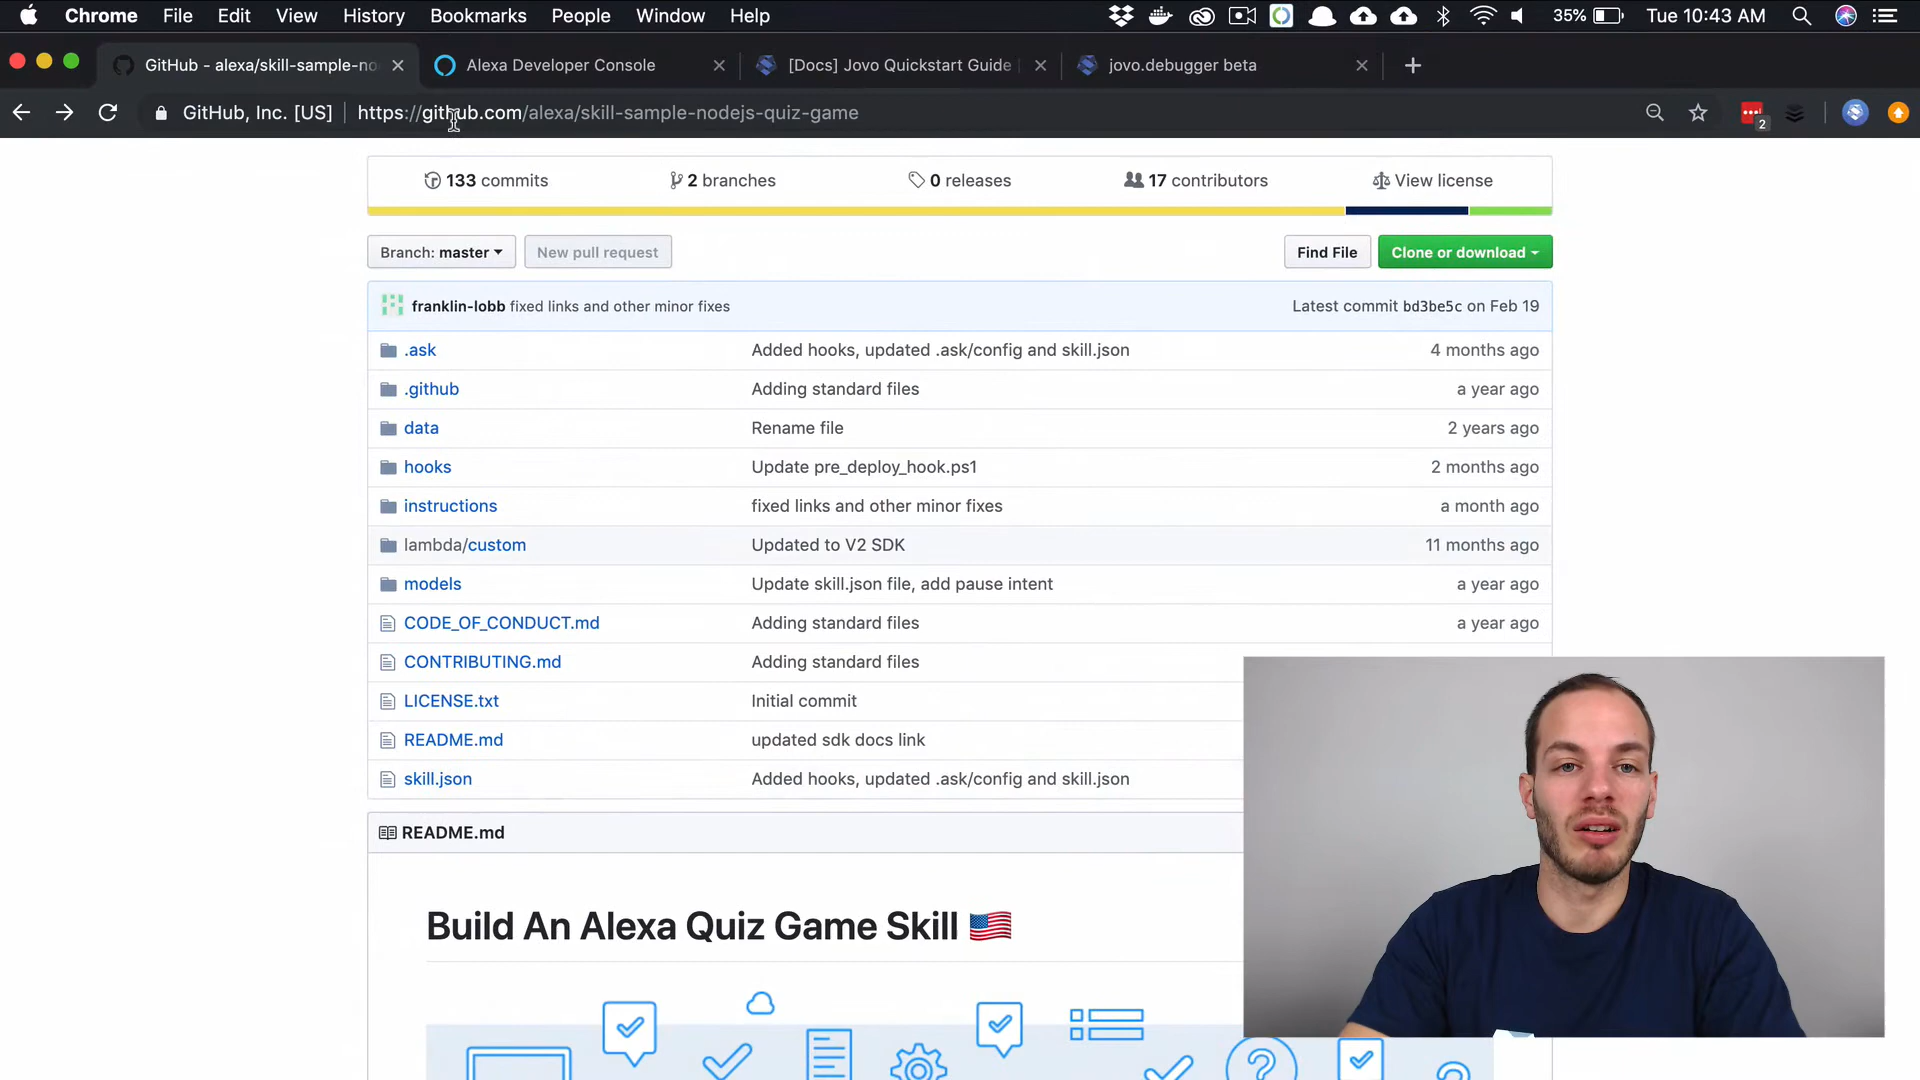 Chrome File Edit View History Bookmarks People Window Help 35% Tue 10:43 AM
GitHub - alexa/skill-sample-no Alexa Developer Console [Docs] Jovo Quickstart Guide jovo.debugger beta
GitHub, Inc. [US] https://github.com/alexa/skill-sample-nodejs-quiz-game 2
133 commits 2 branches 0 releases 17 contributors View license
Branch: master New pull request Find File Clone or download
franklin-lobb fixed links and other minor fixes Latest commit bd3be5c on Feb 19
.ask Added hooks, updated .ask/config and skill.json 4 months ago
.github Adding standard files a year ago
data Rename file 2 years ago
hooks Update pre_deploy_hook.ps1 2 months ago
instructions fixed links and other minor fixes a month ago
lambda/custom Updated to V2 SDK 11 months ago
models Update skill.json file, add pause intent a year ago
CODE_OF_CONDUCT.md Adding standard files a year ago
CONTRIBUTING.md Adding standard files
LICENSE.txt Initial commit
README.md updated sdk docs link
skill.json Added hooks, updated .ask/config and skill.json
README.md
Build An Alexa Quiz Game Skill